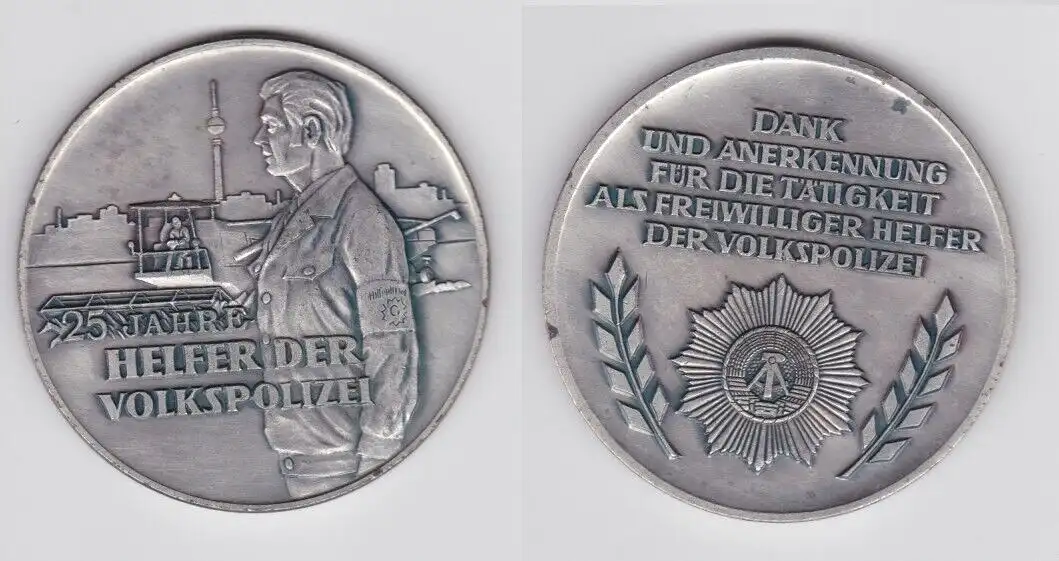 25 JAHRE
HELFER DER
VOLKSPOLIZEI
DANK
UND ANERKENNUNG
FÜR DIE TÄTIGKEIT
ALS FREIWILLIGER HELFER
DER VOLKSPOLIZEI